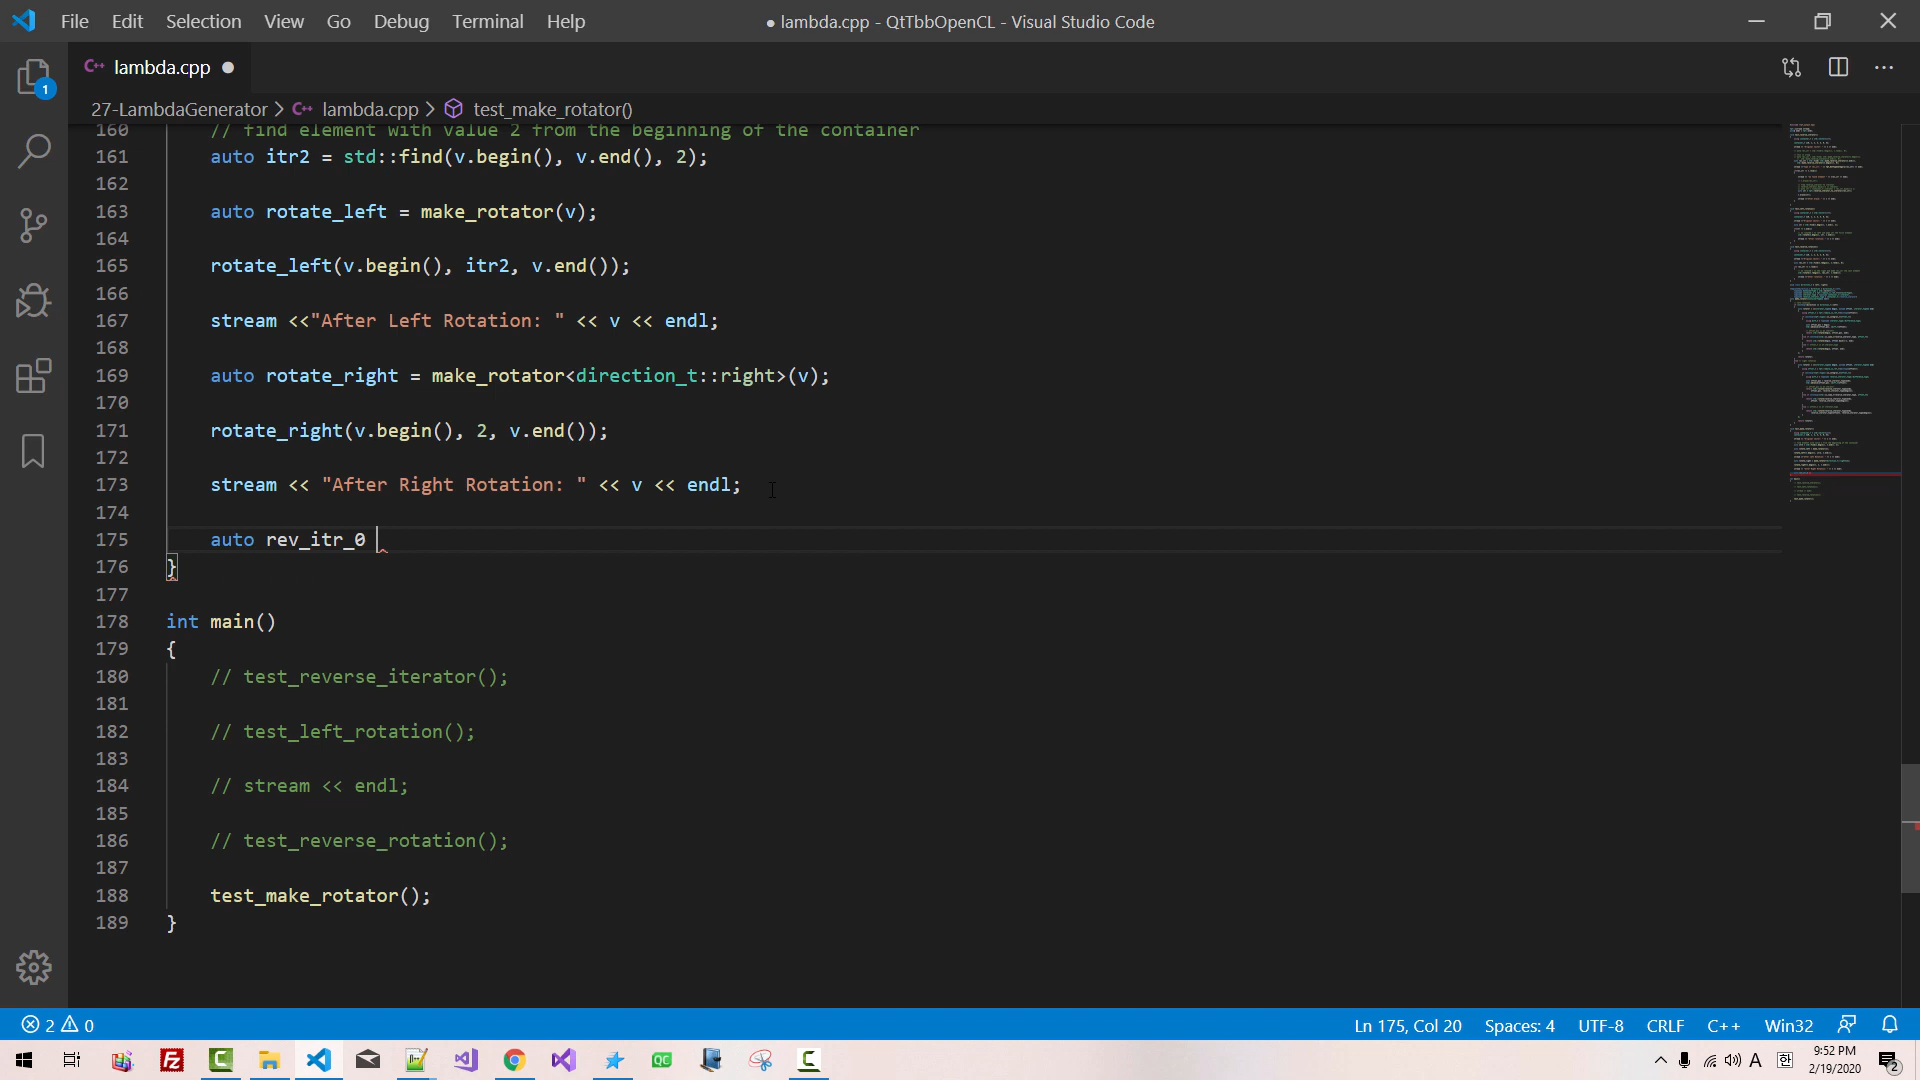 File Edit Selection View Go Debug Terminal Help
● lambda.cpp - QtTbbOpenCL - Visual Studio Code
C++ lambda.cpp ●
1
27-LambdaGenerator > C++ lambda.cpp > test_make_rotator()
160 // find element with value 2 from the beginning of the container
161 auto itr2 = std::find(v.begin(), v.end(), 2);
162
163 auto rotate_left = make_rotator(v);
164
165 rotate_left(v.begin(), itr2, v.end());
166
167 stream <<"After Left Rotation: " << v << endl;
168
169 auto rotate_right = make_rotator<direction_t::right>(v);
170
171 rotate_right(v.begin(), 2, v.end());
172
173 stream << "After Right Rotation: " << v << endl;
174
175 auto rev_itr_0
176 }
177
178 int main()
179 {
180 // test_reverse_iterator();
181
182 // test_left_rotation();
183
184 // stream << endl;
185
186 // test_reverse_rotation();
187
188 test_make_rotator();
189 }
2 0 Ln 175, Col 20 Spaces: 4 UTF-8 CRLF C++ Win32
A 한 9:52 PM
2/19/2020 2